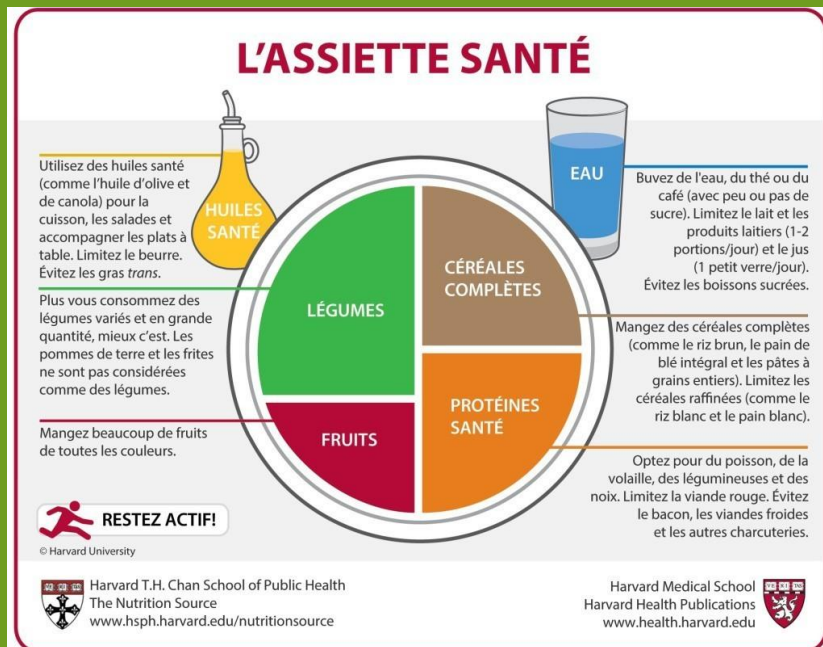 L'ASSIETTE SANTÉ
Utilisez des huiles santé
(comme l'huile d'olive et
de canola) pour la
cuisson, les salades et
accompagner les plats à
table. Limitez le beurre.
Évitez les gras trans.
HUILES
SANTÉ
EAU
Buvez de l'eau, du thé ou du
café (avec peu ou pas de
sucre). Limitez le lait et les
produits laitiers (1-2
portions/jour) et le jus
(1 petit verre/jour).
Évitez les boissons sucrées.
Plus vous consommez des
légumes variés et en grande
quantité, mieux c'est. Les
pommes de terre et les frites
ne sont pas considérées
comme des légumes.
LÉGUMES
CÉRÉALES
COMPLÈTES
Mangez des céréales complètes
(comme le riz brun, le pain de
blé intégral et les pâtes à
grains entiers). Limitez les
céréales raffinées (comme le
riz blanc et le pain blanc).
Mangez beaucoup de fruits
de toutes les couleurs.
FRUITS
PROTÉINES
SANTÉ
Optez pour du poisson, de la
volaille, des légumineuses et des
noix. Limitez la viande rouge. Évitez
le bacon, les viandes froides
et les autres charcuteries.
RESTEZ ACTIF!
© Harvard University
Harvard T.H. Chan School of Public Health
The Nutrition Source
www.hsph.harvard.edu/nutritionsource
Harvard Medical School
Harvard Health Publications
www.health.harvard.edu